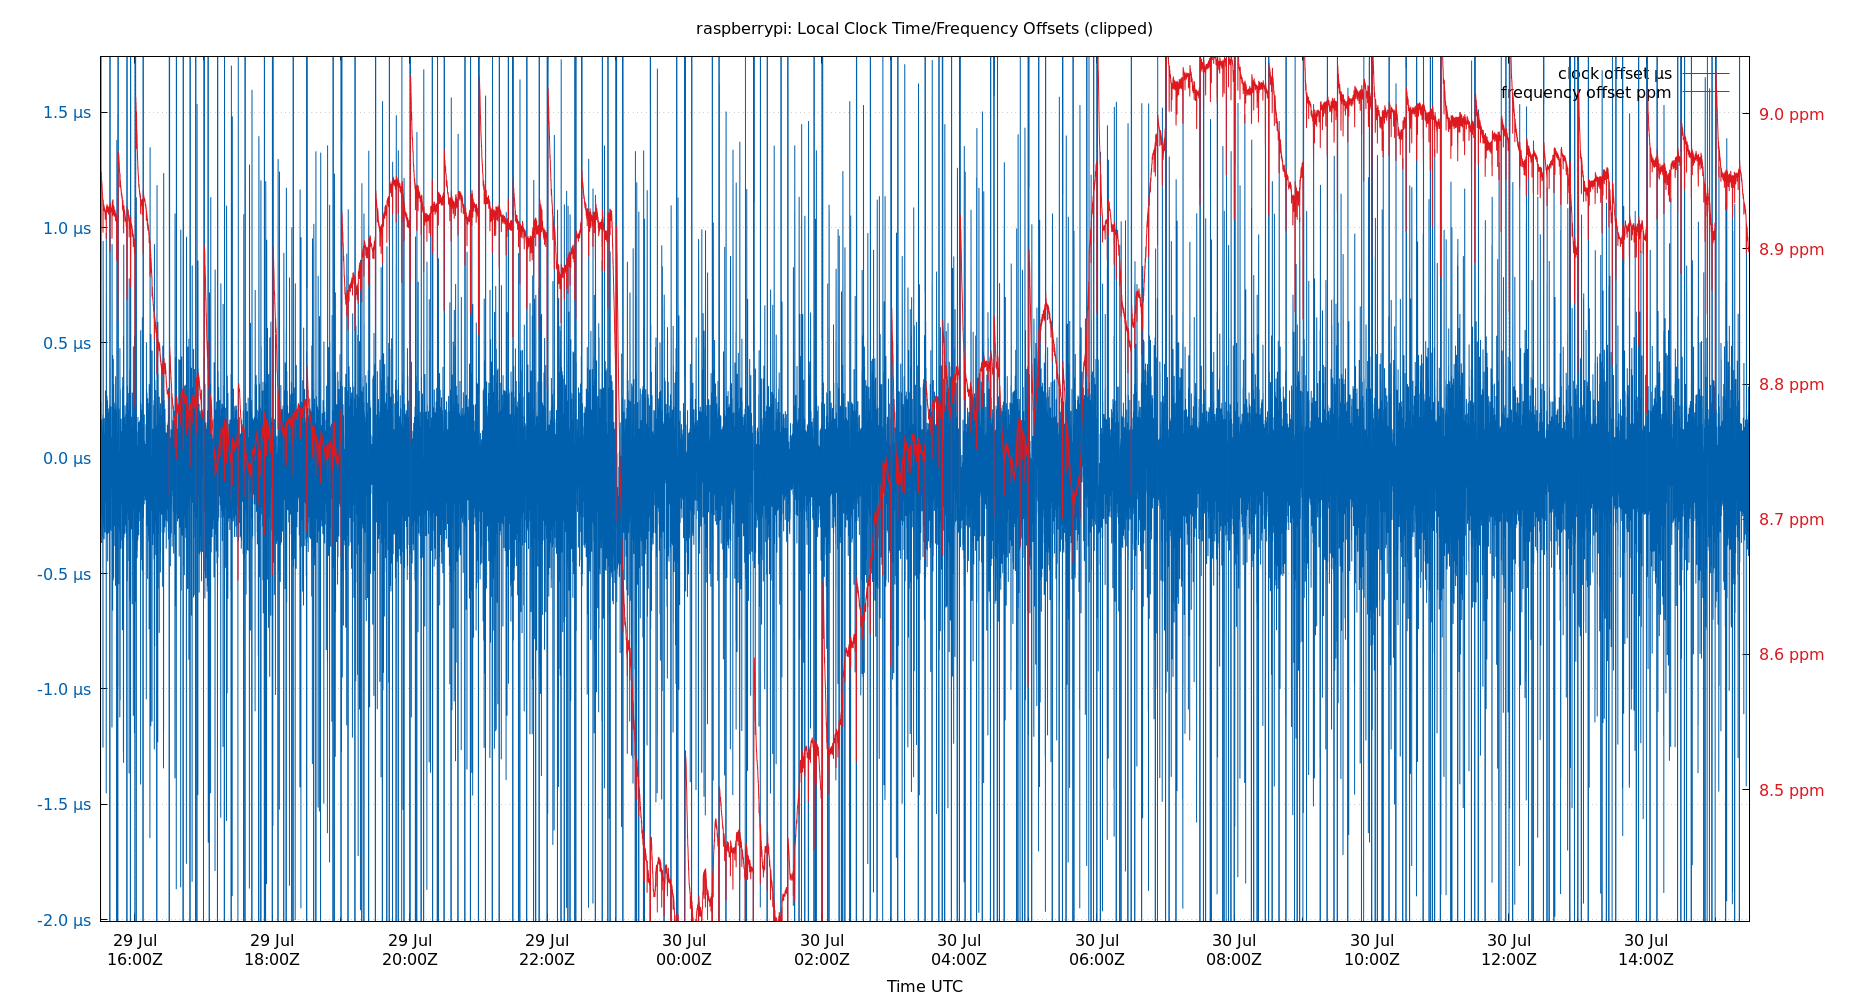 raspberrypi: Local Clock Time/Frequency Offsets (clipped)
clock offset µs
frequency offset ppm
1.5 µs
1.0 µs
0.5 µs
0.0 µs
-0.5 µs
-1.0 µs
-1.5 µs
-2.0 µs
9.0 ppm
8.9 ppm
8.8 ppm
8.7 ppm
8.6 ppm
8.5 ppm
29 Jul 29 Jul 29 Jul 29 Jul 30 Jul 30 Jul 30 Jul 30 Jul 30 Jul 30 Jul 30 Jul 30 Jul
16:00Z 18:00Z 20:00Z 22:00Z 00:00Z 02:00Z 04:00Z 06:00Z 08:00Z 10:00Z 12:00Z 14:00Z
Time UTC